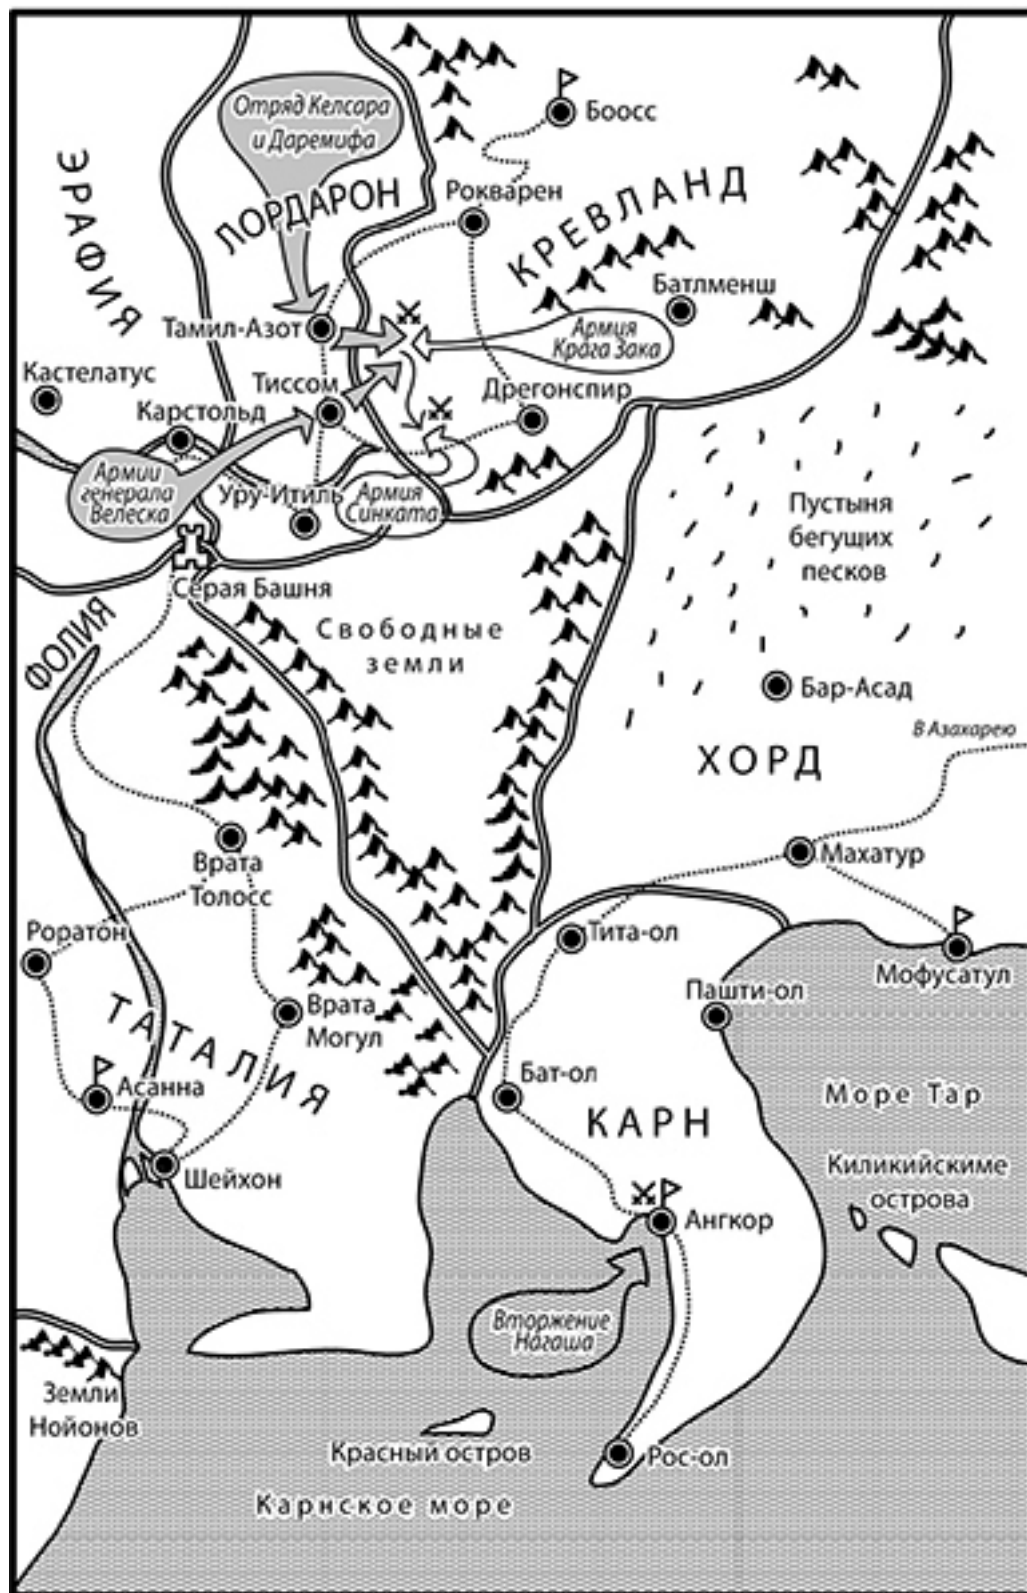 Отряд Келсара
и Даремифа
Боосс
ЭРАФИЯ
ЛОРДАРОН
Рокварен
КРЕВЛАНД
Батлменш
Тамил-Азот
Армия
Крага Зака
Кастелатус
Тиссом
Карстольд
Дрегонспир
Армии
генерала
Велеска
Уру-Итиль
Армия
Синката
Пустыня
бегущих
песков
Серая Башня
Свободные
земли
ФОЛИЯ
Бар-Асад
В Азахарею
ХОРД
Врата
Толосс
Махатур
Роратон
Тита-ол
Мофусатул
Пашти-ол
Врата
Могул
ТАТАЛИЯ
Асанна
Бат-ол
Море Тар
КАРН
Шейхон
Киликийскиме
острова
Ангкор
Вторжение
Нагаша
Земли
Нойонов
Красный остров
Рос-ол
Карнское море